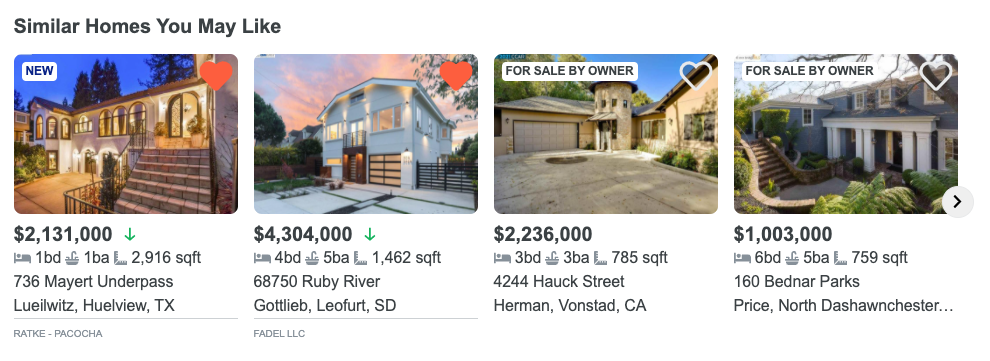 Similar Homes You May Like
NEW
FOR SALE BY OWNER
FOR SALE BY OWNER
$2,131,000
1bd 1ba 2,916 sqft
736 Mayert Underpass
Lueilwitz, Huelview, TX
RATKE - PACOCHA
$4,304,000
4bd 5ba 1,462 sqft
68750 Ruby River
Gottlieb, Leofurt, SD
FADEL LLC
$2,236,000
3bd 3ba 785 sqft
4244 Hauck Street
Herman, Vonstad, CA
$1,003,000
6bd 5ba 759 sqft
160 Bednar Parks
Price, North Dashawnchester…